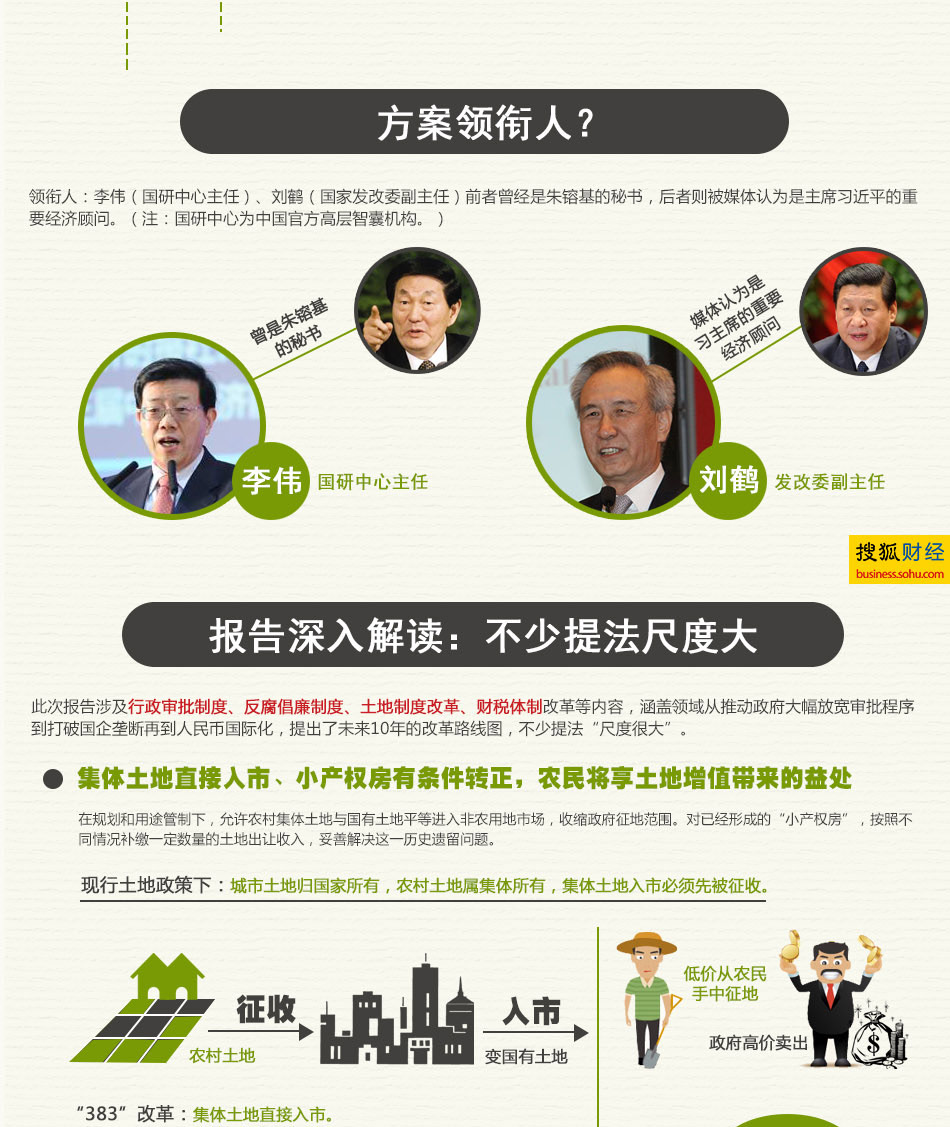 方案领衔人？
领衔人：李伟（国研中心主任）、刘鹤（国家发改委副主任）前者曾经是朱镕基的秘书，后者则被媒体认为是主席习近平的重
要经济顾问。（注：国研中心为中国官方高层智囊机构。）
曾是朱镕基
的秘书
李伟 国研中心主任
媒体认为是
习主席的重要
经济顾问
刘鹤 发改委副主任
搜狐财经
business.sohu.com
报告深入解读：不少提法尺度大
此次报告涉及行政审批制度、反腐倡廉制度、土地制度改革、财税体制改革等内容，涵盖领域从推动政府大幅放宽审批程序
到打破国企垄断再到人民币国际化，提出了未来10年的改革路线图，不少提法“尺度很大”。
集体土地直接入市、小产权房有条件转正，农民将享土地增值带来的益处
在规划和用途管制下，允许农村集体土地与国有土地平等进入非农用地市场，收缩政府征地范围。对已经形成的“小产权房”，按照不
同情况补缴一定数量的土地出让收入，妥善解决这一历史遗留问题。
现行土地政策下：城市土地归国家所有，农村土地属集体所有，集体土地入市必须先被征收。
征收
农村土地
入市
变国有土地
低价从农民
手中征地
政府高价卖出
$
“383”改革：集体土地直接入市。